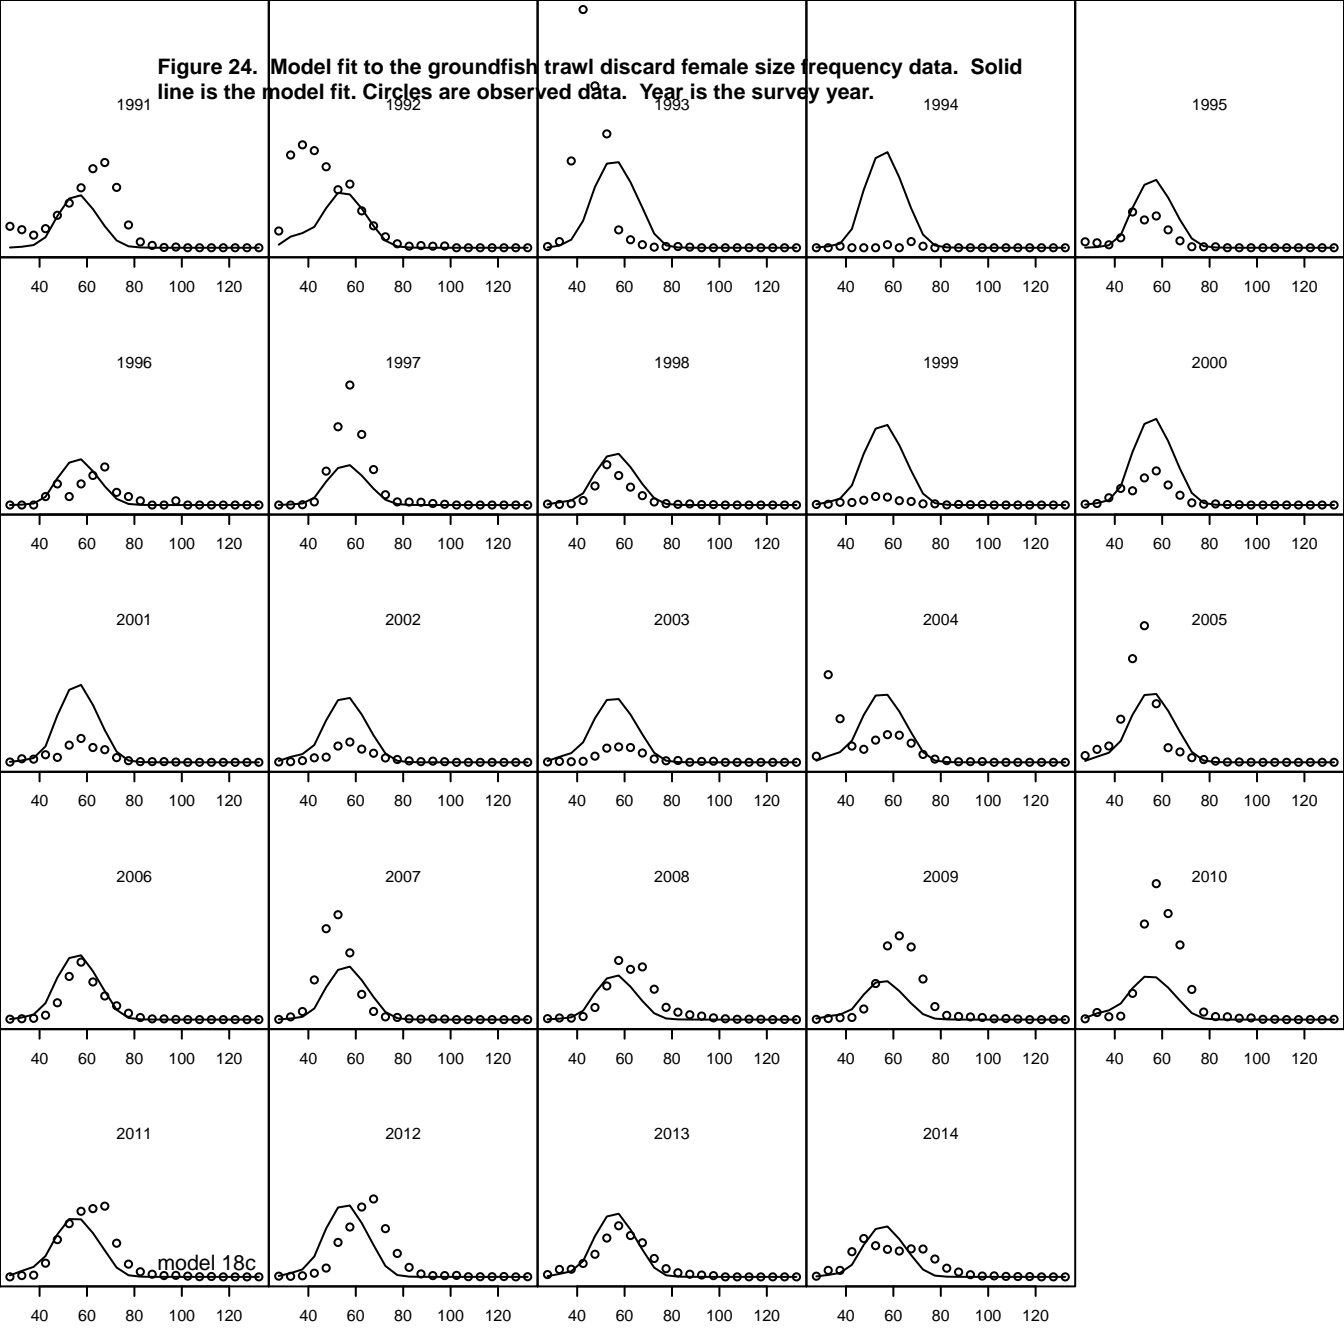 Figure 24.  Model fit to the groundfish trawl discard female size frequency data.  Solid
line is the model fit. Circles are observed data.  Year is the survey year.
1991 1992 1993 1994 1995
40 60 80 100 120 40 60 80 100 120 40 60 80 100 120 40 60 80 100 120 40 60 80 100 120
1996 1997 1998 1999 2000
40 60 80 100 120 40 60 80 100 120 40 60 80 100 120 40 60 80 100 120 40 60 80 100 120
2001 2002 2003 2004 2005
40 60 80 100 120 40 60 80 100 120 40 60 80 100 120 40 60 80 100 120 40 60 80 100 120
2006 2007 2008 2009 2010
40 60 80 100 120 40 60 80 100 120 40 60 80 100 120 40 60 80 100 120 40 60 80 100 120
2011 2012 2013 2014
model 18c
40 60 80 100 120 40 60 80 100 120 40 60 80 100 120 40 60 80 100 120